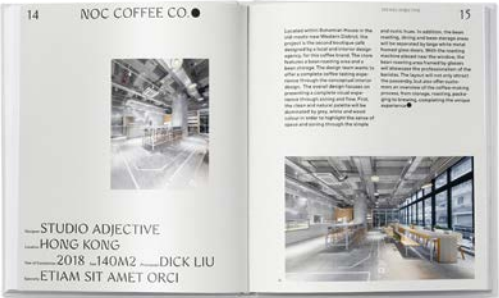 14
NOC COFFEE CO.●
STUDIO ADJECTIVE
HONG KONG
2018 140M2 DICK LIU
ETIAM SIT AMET ORCI
15
Located within Bohemian House in the
old-meets-new Western District, the
project is the second boutique café
designed by a local and interior design
agency, for this coffee brand. The store
features a bean roasting area and a
bean storage. The design team wants to
offer a complete coffee tasting expe-
rience through the conceptual interior
design. The overall design focuses on
presenting a complete visual expe-
rience through zoning and flow. First,
the clean and natural palette will be
dominated by grey, white and wood
colour in order to highlight the sense of
space and zoning through the simple
and rustic hues. In addition, the bean
roasting, dining and bean storage areas
will be separated by large white metal
framed glass doors. With the roasting
machine placed near the window, the
bean roasting area framed by glasses
will showcase the professionalism of the
baristas. The layout will not only attract
the passersby, but also offer custo-
mers an overview of the coffee-making
process, from storage, roasting, packa-
ging to brewing, completing the unique
experience●